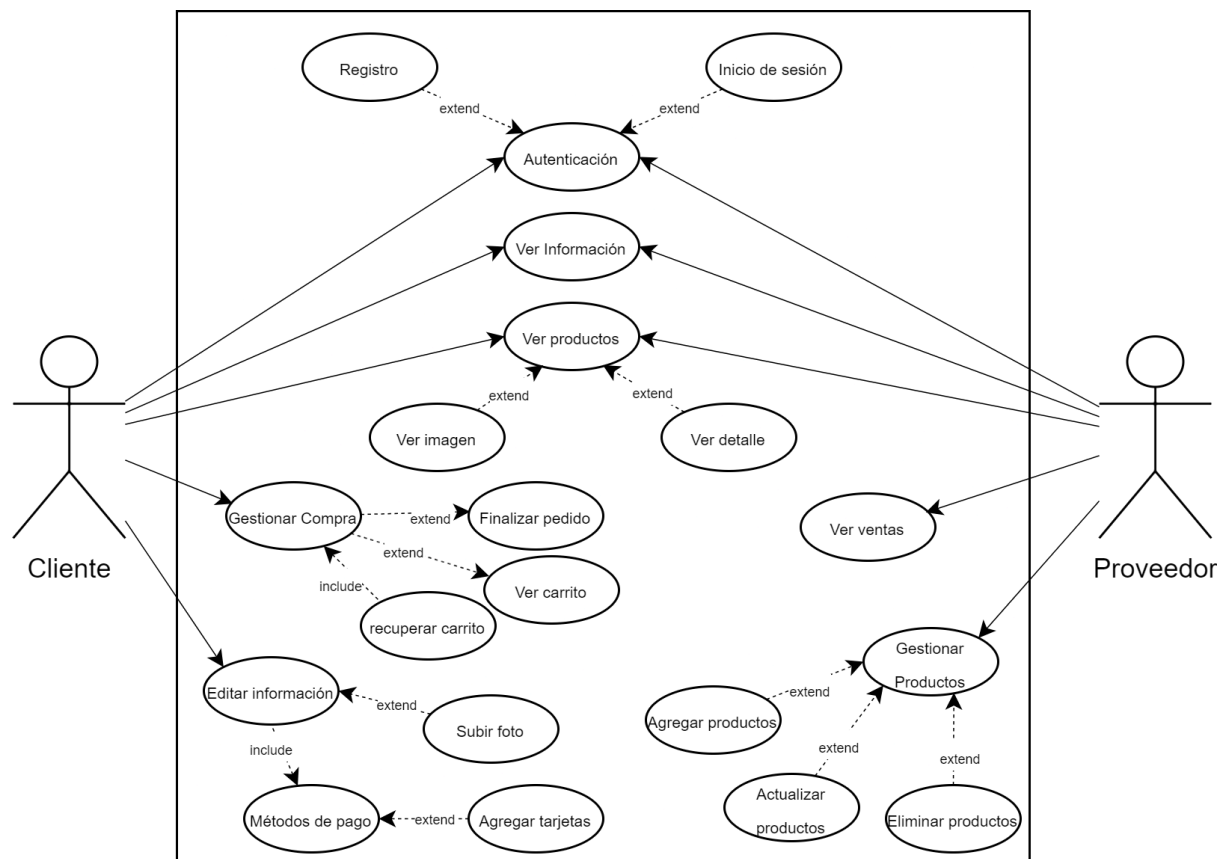 Registro
Inicio de sesión
extend
extend
Autenticación
Ver Información
Ver productos
extend
extend
Ver imagen
Ver detalle
Gestionar Compra
extend
Finalizar pedido
Ver ventas
extend
Cliente
Proveedor
include
Ver carrito
recuperar carrito
Gestionar
Productos
Editar información
extend
extend
Agregar productos
Subir foto
include
extend
extend
Actualizar
productos
Métodos de pago
extend
Agregar tarjetas
Eliminar productos